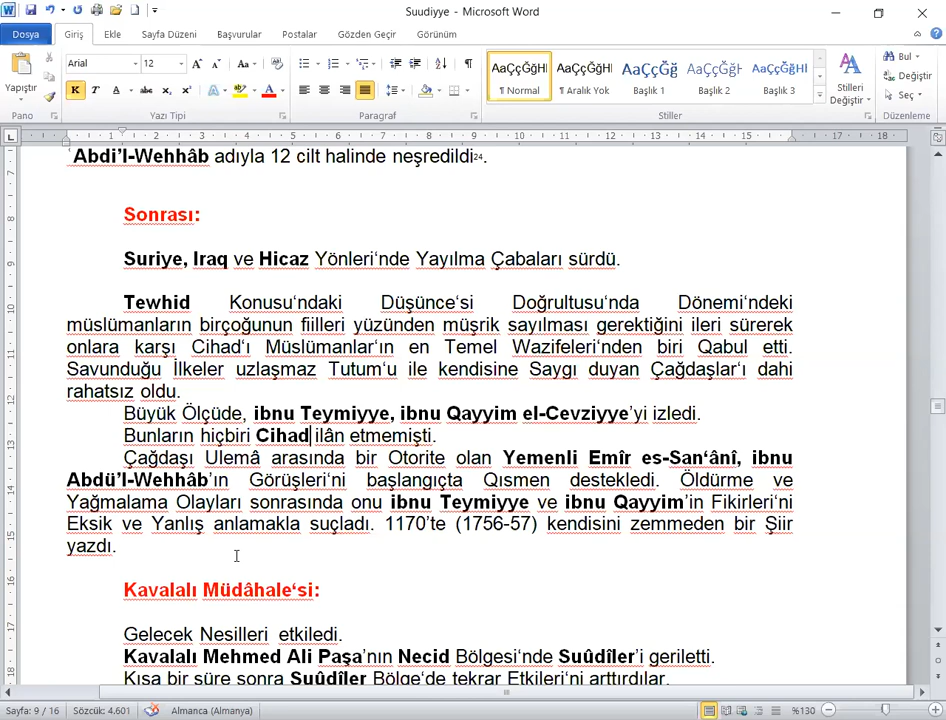 Suudiyye - Microsoft Word
Dosya Giriş Ekle Sayfa Düzeni Başvurular Postalar Gözden Geçir Görünüm
Yapıştır
Arial 12
AaÇçĞğHİ AaÇçĞğHİ AaÇçĞğ AaÇçĞğH AaÇçĞğHI
¶ Normal ¶ Aralık Yok Başlık 1 Başlık 2 Başlık 3
Stilleri Değiştir
Bul
Değiştir
Seç
Pano Yazı Tipi Paragraf Stiller Düzenleme
‘Abdi’l-Wehhâb adıyla 12 cilt halinde neşredildi24.
Sonrası:
Suriye, Iraq ve Hicaz Yönleri‘nde Yayılma Çabaları sürdü.
Tewhid Konusu‘ndaki Düşünce‘si Doğrultusu‘nda Dönemi‘ndeki
müslümanların birçoğunun fiilleri yüzünden müşrik sayılması gerektiğini ileri sürerek
onlara karşı Cihad‘ı Müslümanlar‘ın en Temel Wazifeleri‘nden biri Qabul etti.
Savunduğu İlkeler uzlaşmaz Tutum‘u ile kendisine Saygı duyan Çağdaşlar‘ı dahi
rahatsız oldu.
Büyük Ölçüde, ibnu Teymiyye, ibnu Qayyim el-Cevziyye’yi izledi.
Bunların hiçbiri Cihad ilân etmemişti.
Çağdaşı Ulemâ arasında bir Otorite olan Yemenli Emîr es-San‘ânî, ibnu
Abdü’l-Wehhâb’ın Görüşleri‘ni başlangıçta Qısmen destekledi. Öldürme ve
Yağmalama Olayları sonrasında onu ibnu Teymiyye ve ibnu Qayyim’in Fikirleri‘ni
Eksik ve Yanlış anlamakla suçladı. 1170’te (1756-57) kendisini zemmeden bir Şiir
yazdı.
Kavalalı Müdâhale‘si:
Gelecek Nesilleri etkiledi.
Kavalalı Mehmed Ali Paşa’nın Necid Bölgesi‘nde Suûdîler’i geriletti.
Kısa bir süre sonra Suûdîler Bölge‘de tekrar Etkileri‘ni arttırdılar.
Sayfa: 9 / 16 Sözcük: 4.601 Almanca (Almanya) %130